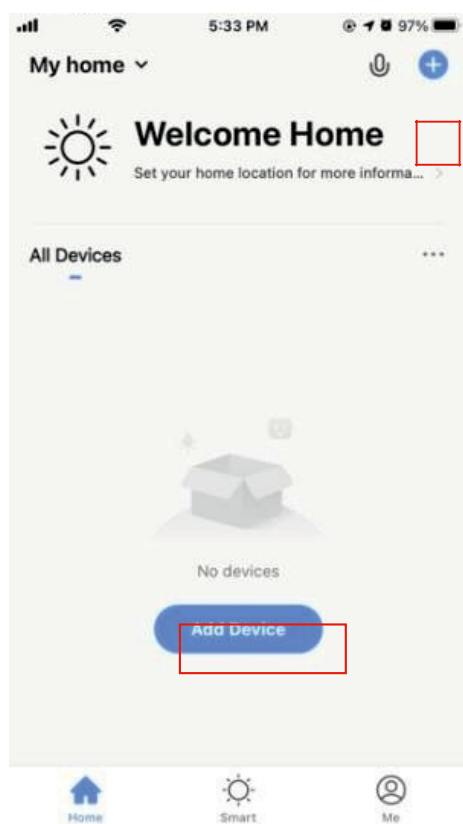 5:33 PM
97%
My home
Welcome Home
Set your home location for more informa...
All Devices
No devices
Add Device
Home
Smart
Me